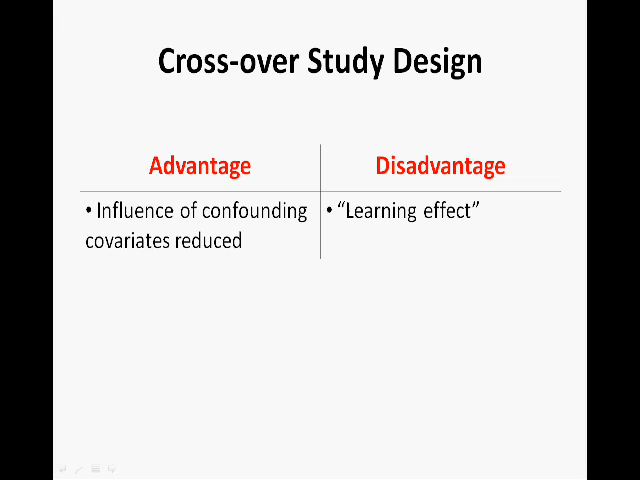 Cross-over Study Design
Advantage
Disadvantage
• Influence of confounding
covariates reduced
• “Learning effect”